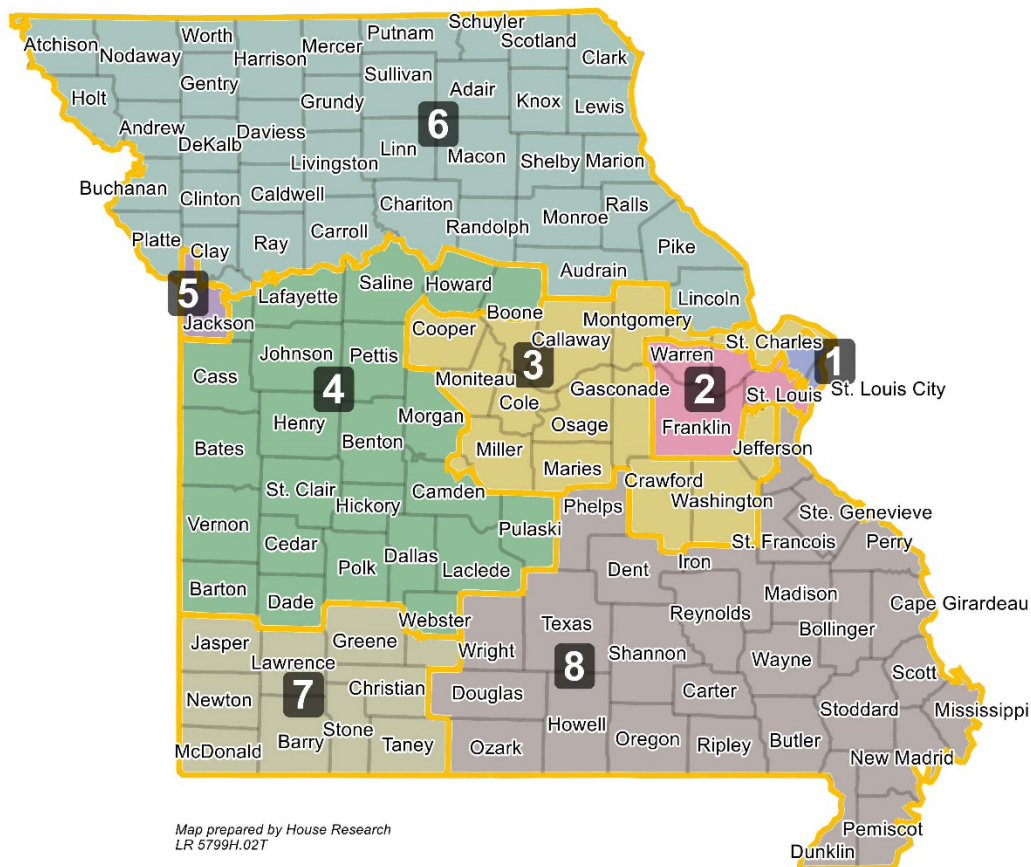 Schuyler
Atchison
Nodaway
Worth
Harrison
Mercer
Putnam
Scotland
Clark
Holt
Gentry
Sullivan
Adair
Knox
Lewis
Grundy
6
Andrew
DeKalb
Daviess
Livingston
Linn
Macon
Shelby
Marion
Buchanan
Clinton
Caldwell
Chariton
Randolph
Monroe
Ralls
Platte
Clay
Ray
Carroll
Pike
Audrain
5
Lafayette
Saline
Howard
Lincoln
Jackson
Boone
Cooper
Callaway
Montgomery
St. Charles
1
Johnson
Pettis
3
Warren
Cass
4
Moniteau
Cole
Gasconade
2
St. Louis
St. Louis City
Henry
Morgan
Osage
Franklin
Bates
Benton
Miller
Maries
Jefferson
St. Clair
Hickory
Camden
Crawford
Washington
Vernon
Phelps
Ste. Genevieve
Cedar
Pulaski
St. Francois
Perry
Polk
Dallas
Laclede
Dent
Iron
Barton
Dade
Madison
Cape Girardeau
Webster
Texas
Reynolds
Bollinger
Jasper
Greene
Wright
Shannon
Wayne
Lawrence
8
Scott
Newton
7
Christian
Douglas
Carter
Stoddard
Mississippi
McDonald
Barry
Stone
Taney
Howell
Ozark
Oregon
Ripley
Butler
New Madrid
Pemiscot
Dunklin
Map prepared by House Research
LR 5799H.02T